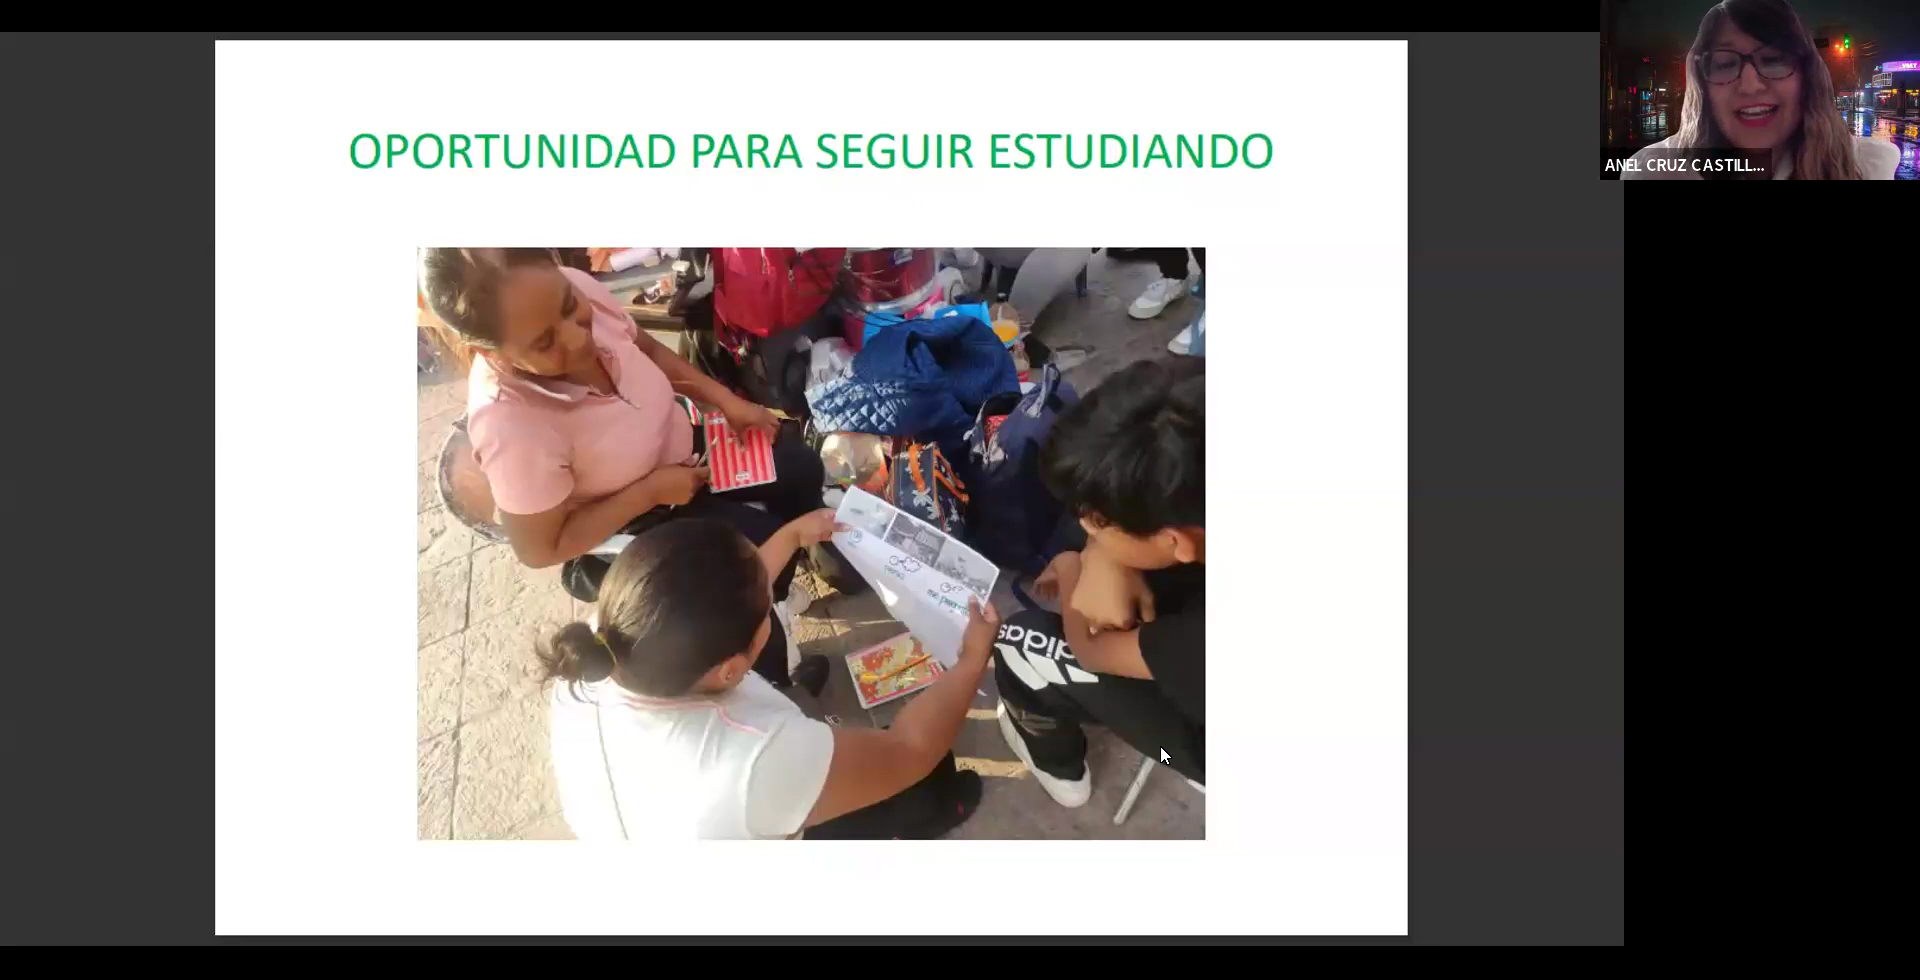 OPORTUNIDAD PARA SEGUIR ESTUDIANDO
ANEL CRUZ CASTILL...
adidas